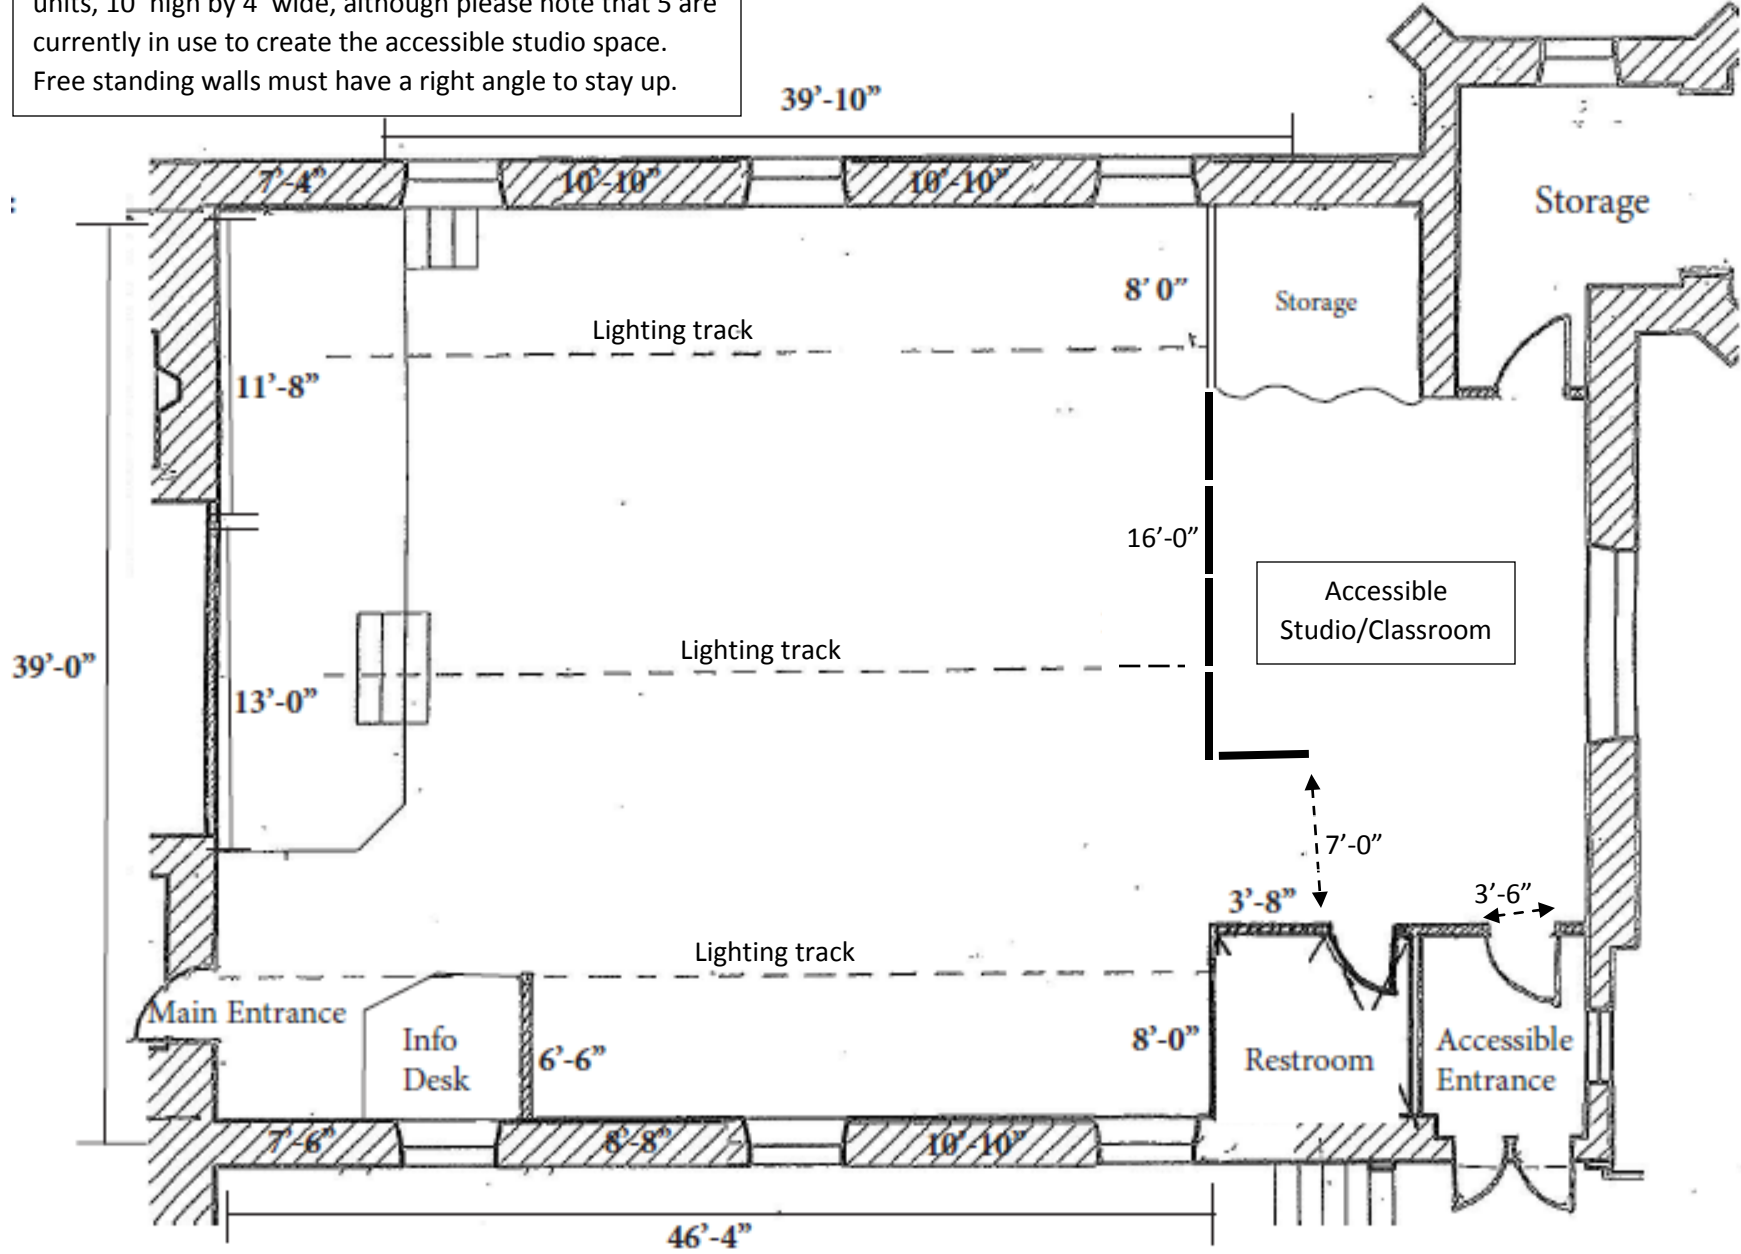 units, 10' high by 4' wide, although please note that 5 are
currently in use to create the accessible studio space.
Free standing walls must have a right angle to stay up.
39’-10”
7’-4”
10’-10”
10’-10”
Storage
8’ 0”
Storage
Lighting track
11’-8”
16’-0”
Accessible
Studio/Classroom
Lighting track
39’-0”
13’-0”
7’-0”
3’-8”
3’-6”
Lighting track
Main Entrance
Info
Desk
6’-6”
8’-0”
Restroom
Accessible
Entrance
7’-6”
8’-8”
10’-10”
46’-4”